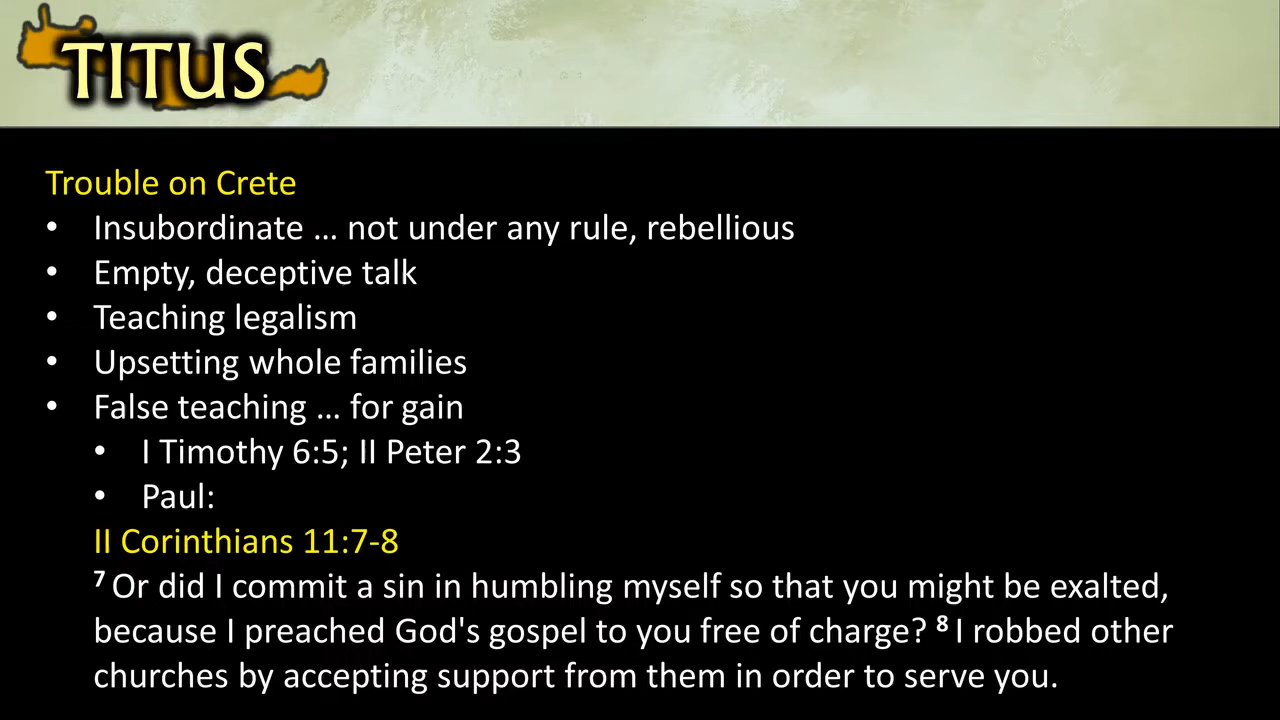 TITUS
Trouble on Crete
• Insubordinate … not under any rule, rebellious
• Empty, deceptive talk
• Teaching legalism
• Upsetting whole families
• False teaching … for gain
• I Timothy 6:5; II Peter 2:3
• Paul:
II Corinthians 11:7-8
⁷ Or did I commit a sin in humbling myself so that you might be exalted,
because I preached God's gospel to you free of charge? ⁸ I robbed other
churches by accepting support from them in order to serve you.